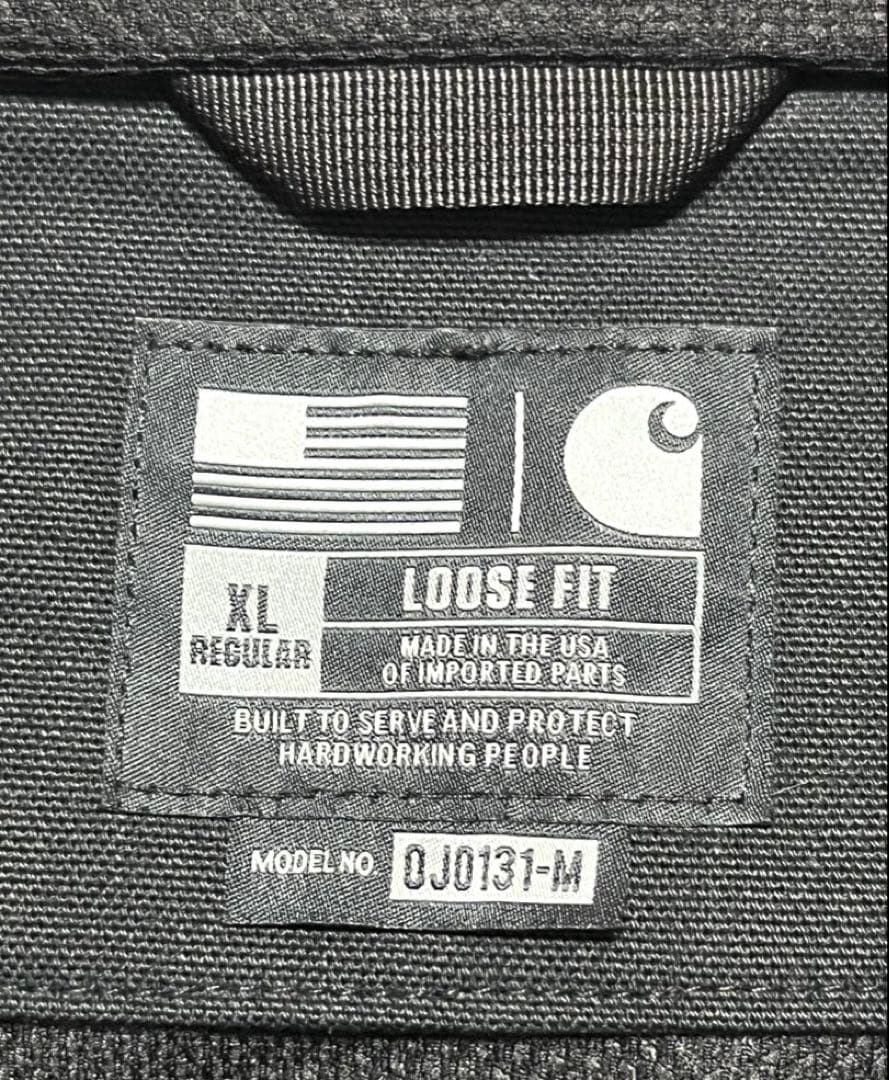 XL
REGULAR
LOOSE FIT
MADE IN THE USA
OF IMPORTED PARTS
BUILT TO SERVE AND PROTECT
HARDWORKING PEOPLE
MODEL NO OJ0131-M